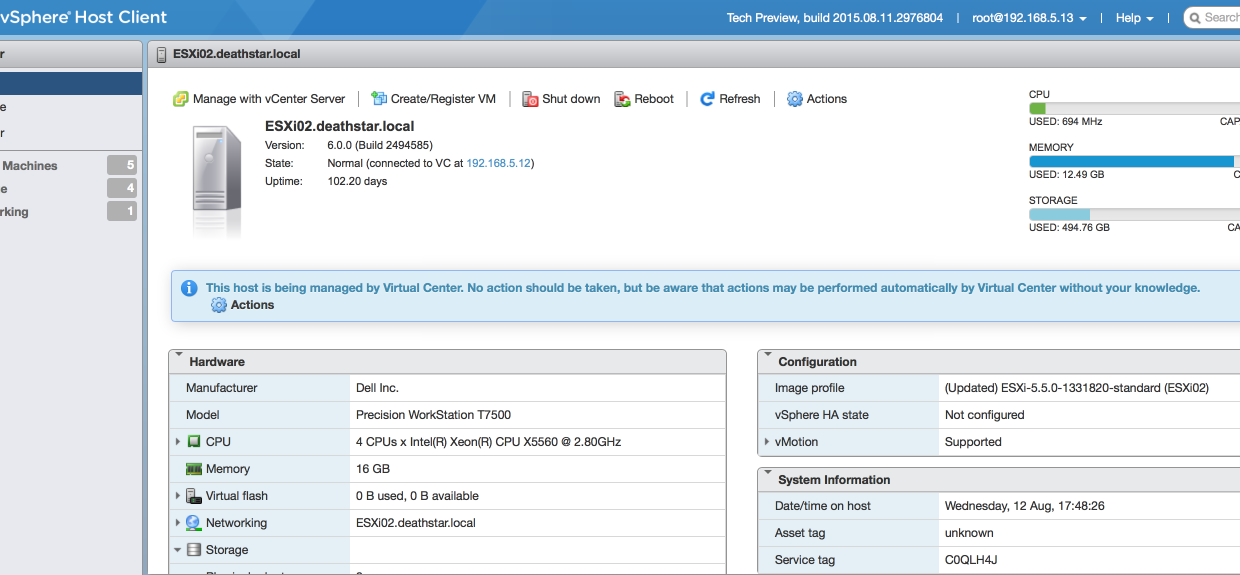 vSphere® Host Client
Tech Preview, build 2015.08.11.2976804 | root@192.168.5.13 | Help | Search
ESXi02.deathstar.local
Machines 5
4
1
Manage with vCenter Server | Create/Register VM | Shut down Reboot | Refresh | Actions
ESXi02.deathstar.local
Version: 6.0.0 (Build 2494585)
State: Normal (connected to VC at 192.168.5.12)
Uptime: 102.20 days
CPU
USED: 694 MHz CAP
MEMORY
USED: 12.49 GB C
STORAGE
USED: 494.76 GB CA
This host is being managed by Virtual Center. No action should be taken, but be aware that actions may be performed automatically by Virtual Center without your knowledge.
Actions
Hardware
Manufacturer Dell Inc.
Model Precision WorkStation T7500
CPU 4 CPUs x Intel(R) Xeon(R) CPU X5560 @ 2.80GHz
Memory 16 GB
Virtual flash 0 B used, 0 B available
Networking ESXi02.deathstar.local
Storage
Configuration
Image profile (Updated) ESXi-5.5.0-1331820-standard (ESXi02)
vSphere HA state Not configured
vMotion Supported
System Information
Date/time on host Wednesday, 12 Aug, 17:48:26
Asset tag unknown
Service tag C0QLH4J